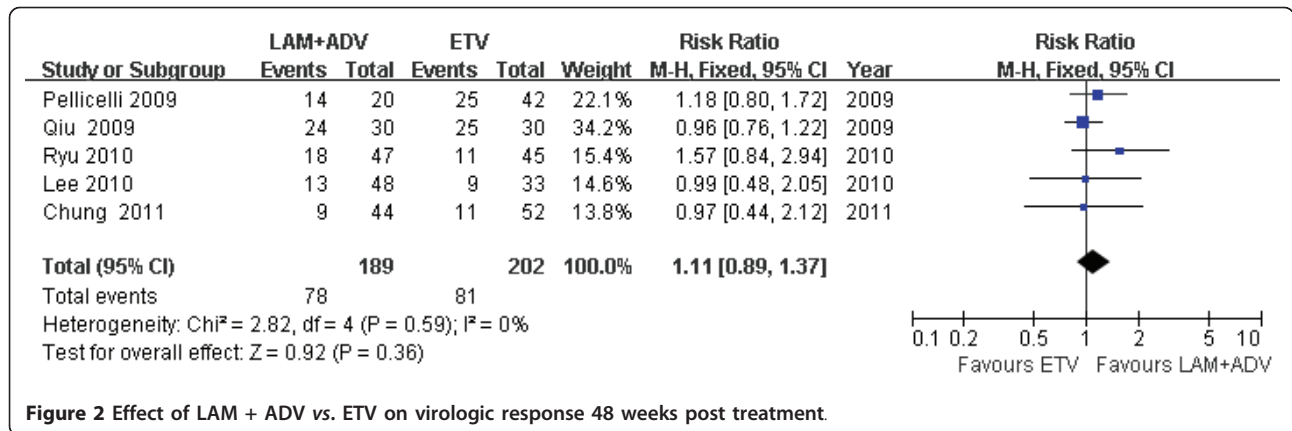 LAM+ADV ETV Risk Ratio Risk Ratio
Study or Subgroup Events Total Events Total Weight M-H, Fixed, 95% CI Year M-H, Fixed, 95% CI
Pellicelli 2009 14 20 25 42 22.1% 1.18 [0.80, 1.72] 2009
Qiu 2009 24 30 25 30 34.2% 0.96 [0.76, 1.22] 2009
Ryu 2010 18 47 11 45 15.4% 1.57 [0.84, 2.94] 2010
Lee 2010 13 48 9 33 14.6% 0.99 [0.48, 2.05] 2010
Chung 2011 9 44 11 52 13.8% 0.97 [0.44, 2.12] 2011
Total (95% CI) 189 202 100.0% 1.11 [0.89, 1.37]
Total events 78 81
Heterogeneity: Chi² = 2.82, df = 4 (P = 0.59); I² = 0%
Test for overall effect: Z = 0.92 (P = 0.36)
0.1 0.2 0.5 1 2 5 10
Favours ETV Favours LAM+ADV
Figure 2 Effect of LAM + ADV vs. ETV on virologic response 48 weeks post treatment.